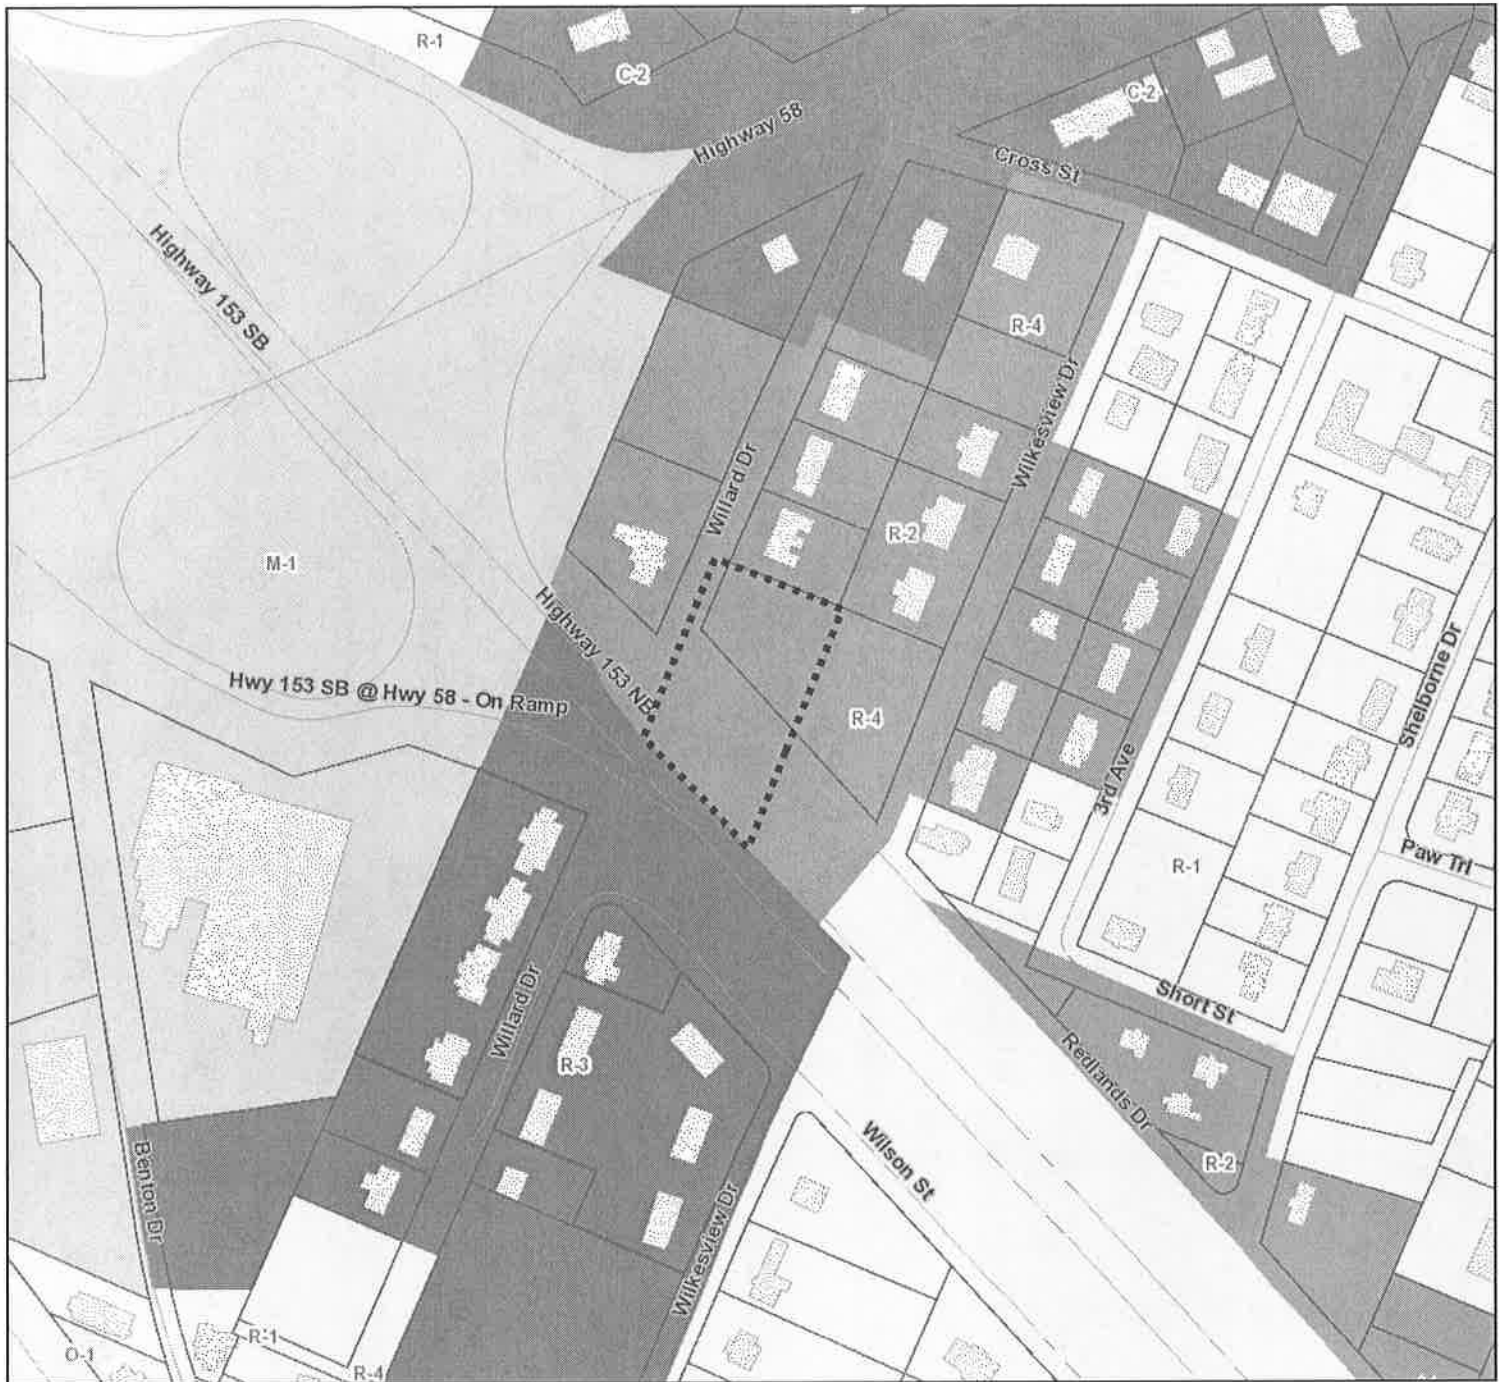 R-1
C-2
C-2
Highway 58
Cross St
Highway 153 SB
R-4
Wilkesview Dr
Willard Dr
R-2
M-1
Highway 153 NB
Hwy 153 SB @ Hwy 58 - On Ramp
R-4
Shelborne Dr
3rd Ave
Paw Trl
R-1
Short St
Willard Dr
R-3
Redlands Dr
Wilson St
R-2
Benton Dr
Wilkesview Dr
R-1
O-1
R-4